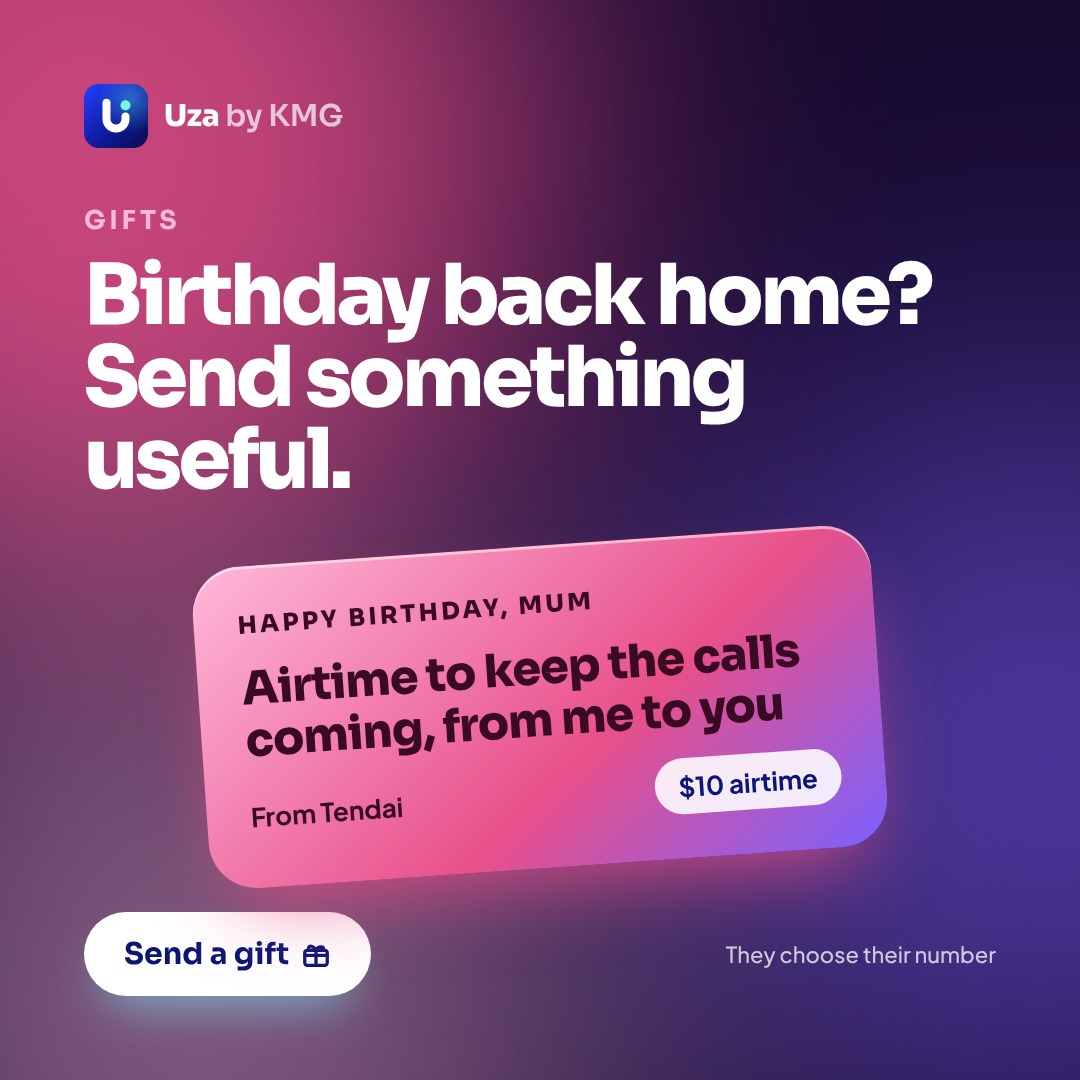 Uza by KMG
GIFTS
Birthday back home?
Send something
useful.
HAPPY BIRTHDAY, MUM
Airtime to keep the calls
coming, from me to you
$10 airtime
From Tendai
Send a gift
They choose their number